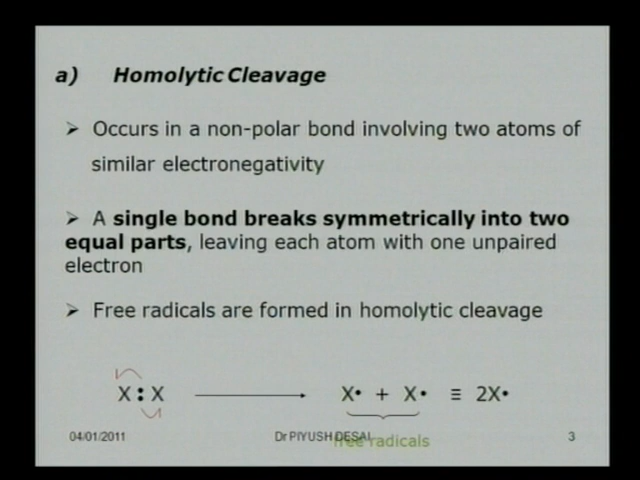 a) Homolytic Cleavage
➢ Occurs in a non-polar bond involving two atoms of
similar electronegativity
➢ A single bond breaks symmetrically into two
equal parts, leaving each atom with one unpaired
electron
➢ Free radicals are formed in homolytic cleavage
X : X → X• + X• ≡ 2X•
free radicals
04/01/2011 Dr PIYUSH DESAI 3